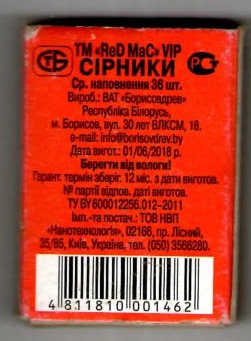 ТМ «ReD MaC» VIP
СІРНИКИ
Ср. наповнення 38 шт.
Вироб.: ВАТ «Борисовдрев»
Республіка Білорусь,
м. Борисов, вул. 30 лет ВЛКСМ, 18.
e-mail: info@borisovdrev.by
Дата вигот.: 01/06/2018 р.
Берегти від вологи!
Гарант. термін зберіг. 12 міс. з дати виготов.
№ партії відпов. даті виготов.
ТУ BY 600012256.012–2011
Імп.-та постач.: ТОВ НВП
«Нанотехнологія», 02166, пр. Лісний,
35/85, Київ, Україна, тел. (050) 3566280.
4 811810 001462